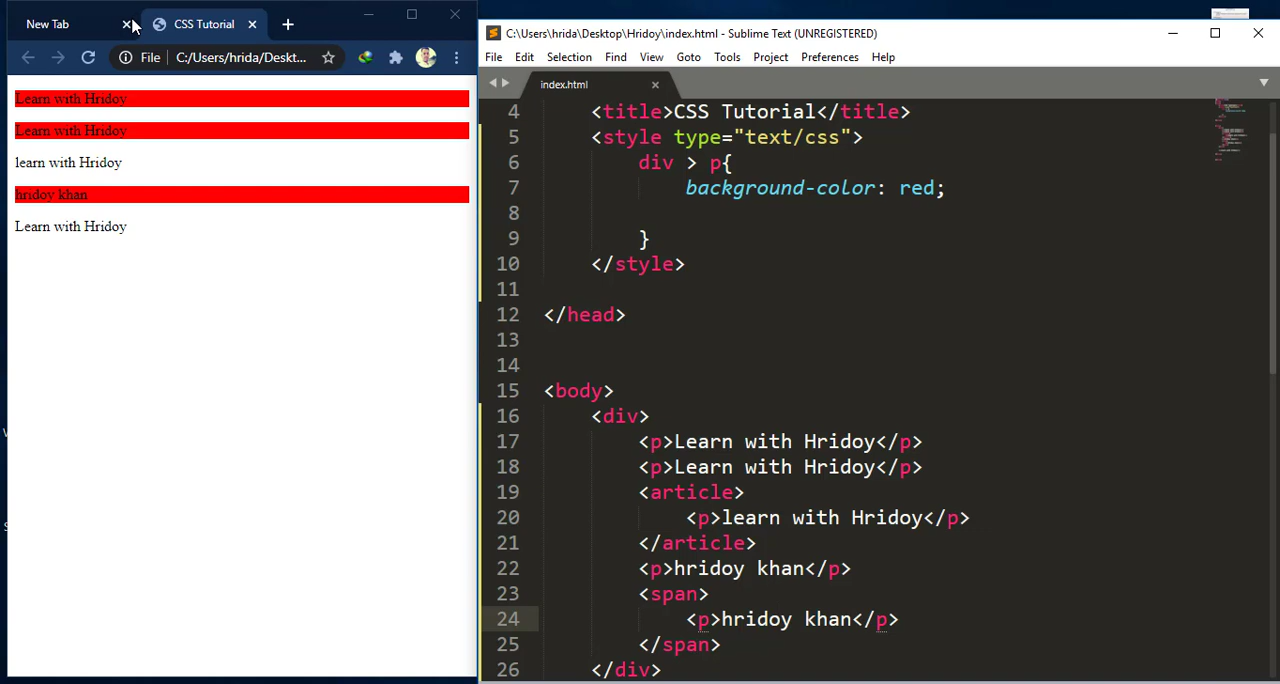 New Tab
CSS Tutorial
File
C:/Users/hrida/Deskt...
Learn with Hridoy
Learn with Hridoy
learn with Hridoy
hridoy khan
Learn with Hridoy
C:\Users\hrida\Desktop\Hridoy\index.html - Sublime Text (UNREGISTERED)
File Edit Selection Find View Goto Tools Project Preferences Help
index.html
4 <title>CSS Tutorial</title>
5 <style type="text/css">
6 div > p{
7 background-color: red;
8
9 }
10 </style>
11
12 </head>
13
14
15 <body>
16 <div>
17 <p>Learn with Hridoy</p>
18 <p>Learn with Hridoy</p>
19 <article>
20 <p>learn with Hridoy</p>
21 </article>
22 <p>hridoy khan</p>
23 <span>
24 <p>hridoy khan</p>
25 </span>
26 </div>